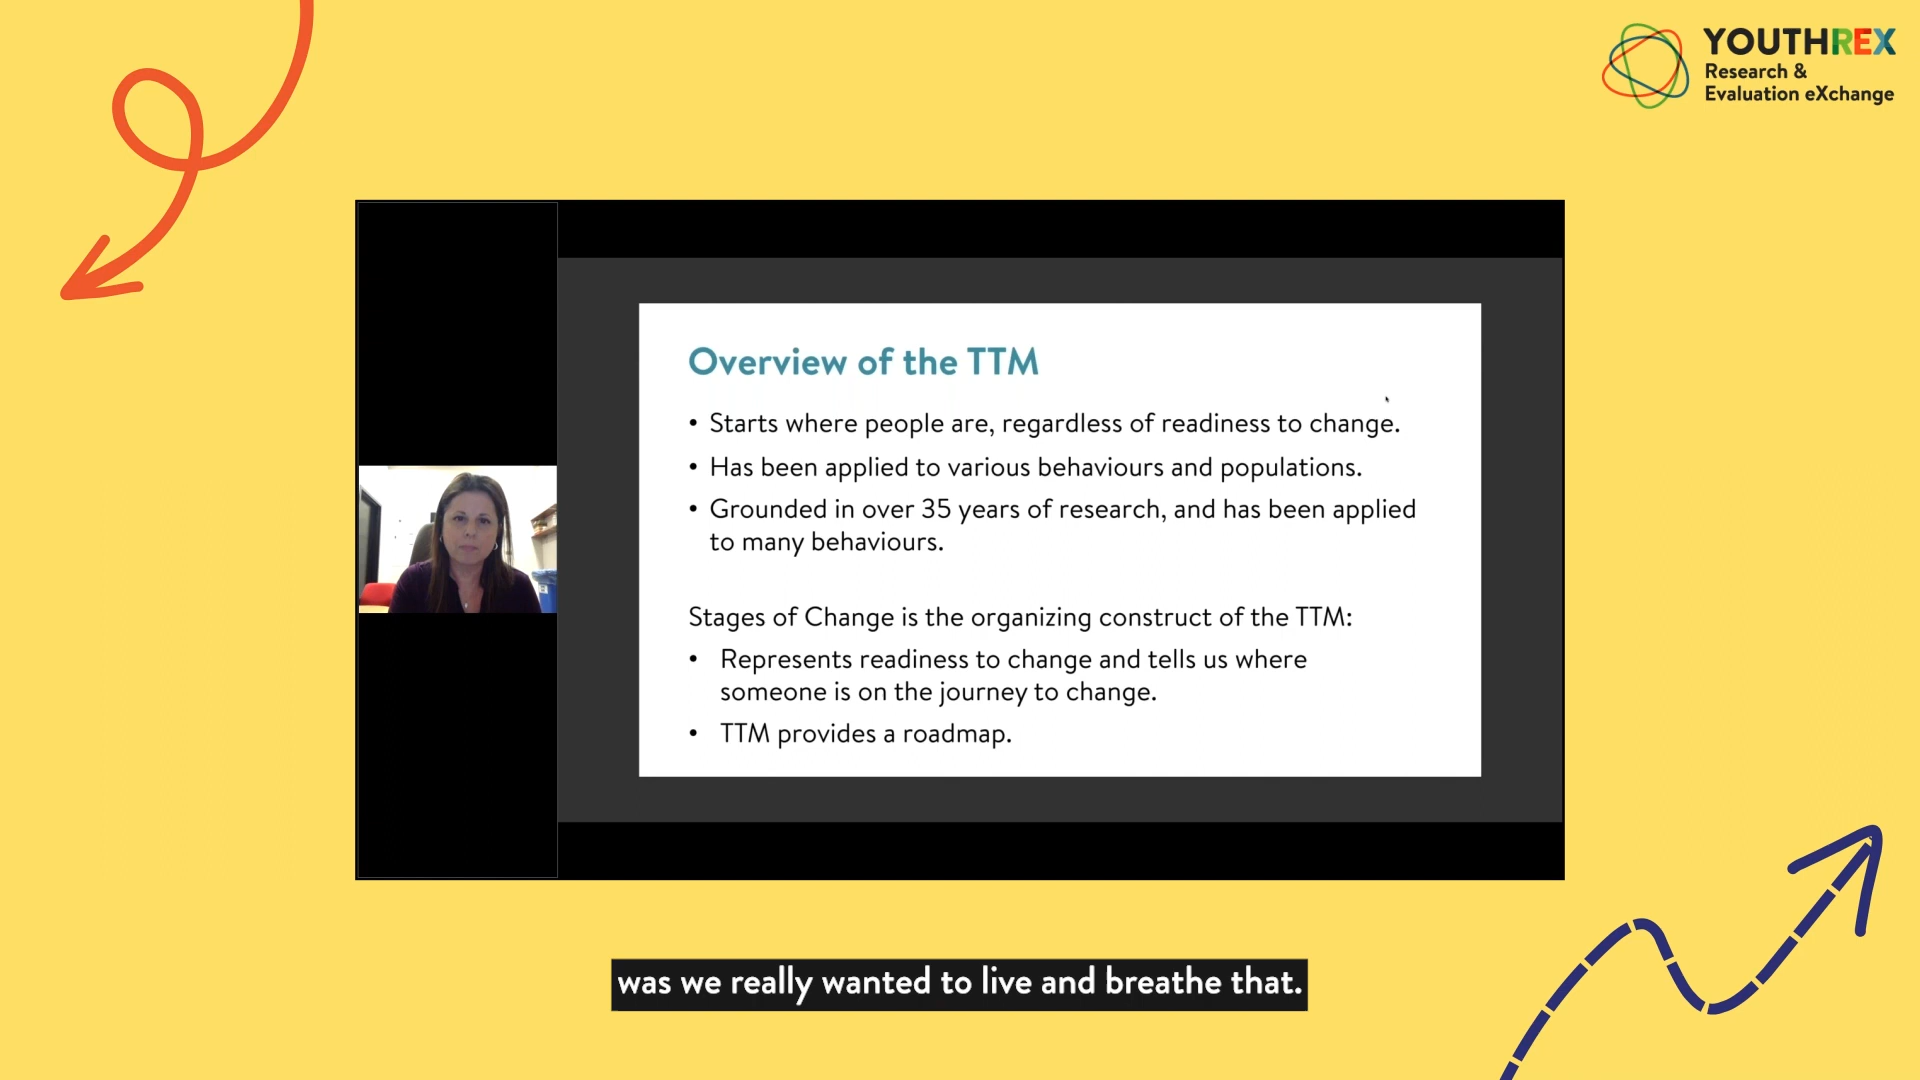 YOUTHREX
Research &
Evaluation eXchange
Overview of the TTM
• Starts where people are, regardless of readiness to change.
• Has been applied to various behaviours and populations.
• Grounded in over 35 years of research, and has been applied
to many behaviours.
Stages of Change is the organizing construct of the TTM:
• Represents readiness to change and tells us where
someone is on the journey to change.
• TTM provides a roadmap.
was we really wanted to live and breathe that.